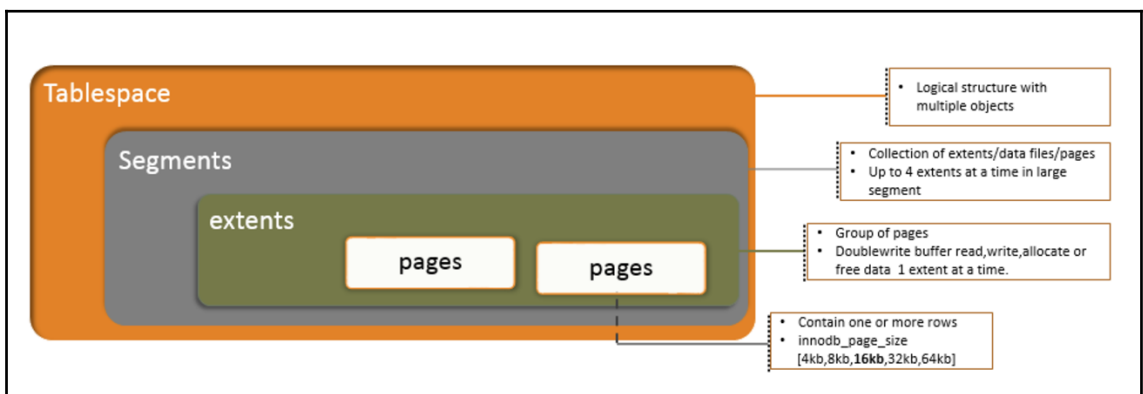 Tablespace
• Logical structure with
multiple objects
Segments
• Collection of extents/data files/pages
• Up to 4 extents at a time in large
segment
extents
• Group of pages
• Doublewrite buffer read,write,allocate or
free data  1 extent at a time.
pages
pages
• Contain one or more rows
• innodb_page_size
[4kb,8kb,16kb,32kb,64kb]